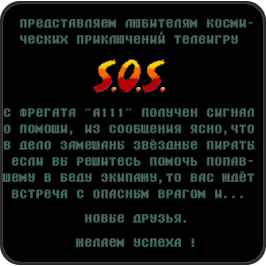 ПРЕДСТАВЛЯЕМ ЛЮБИТЕЛЯМ КОСМИ-
ЧЕСКИХ ПРИКЛЮЧЕНИЙ ТЕЛЕИГРУ
S.O.S.
С ФРЕГАТА "А111" ПОЛУЧЕН СИГНАЛ
О ПОМОЩИ, ИЗ СООБЩЕНИЯ ЯСНО,ЧТО
В ДЕЛО ЗАМЕШАНЫ ЗВЁЗДНЫЕ ПИРАТЫ
ЕСЛИ ВЫ РЕШИТЕСЬ ПОМОЧЬ ПОПАВ-
ШЕМУ В БЕДУ ЭКИПАЖУ,ТО ВАС ЖДЁТ
ВСТРЕЧА С ОПАСНЫМ ВРАГОМ И...
НОВЫЕ ДРУЗЬЯ.
ЖЕЛАЕМ УСПЕХА !